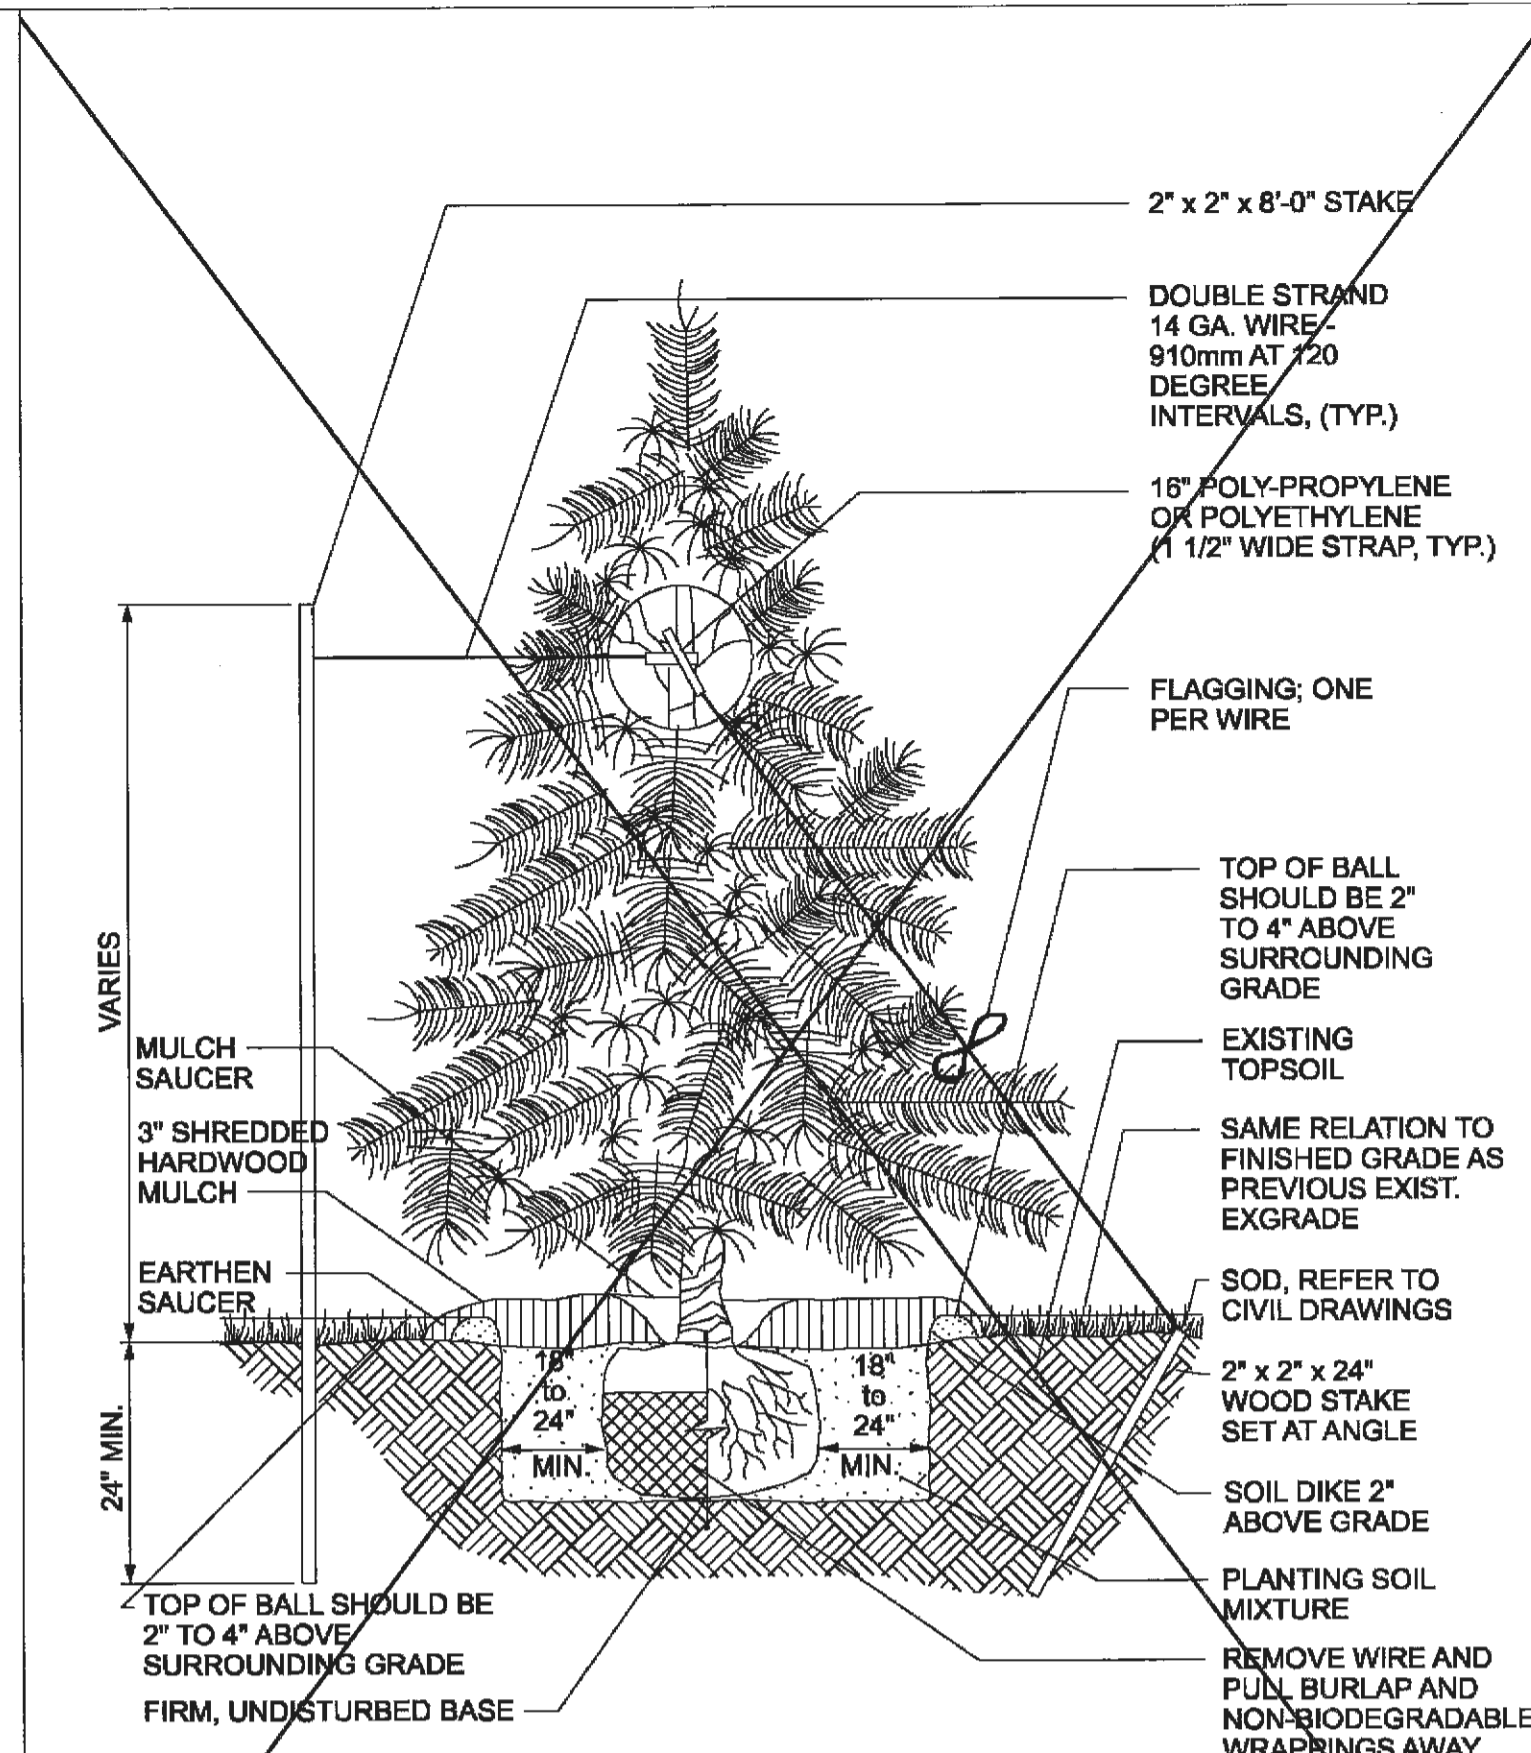 2" x 2" x 8'-0" STAKE
DOUBLE STRAND
14 GA. WIRE -
910mm AT 120
DEGREE
INTERVALS, (TYP.)
16" POLY-PROPYLENE
OR POLYETHYLENE
(1 1/2" WIDE STRAP, TYP.)
FLAGGING; ONE
PER WIRE
TOP OF BALL
SHOULD BE 2"
TO 4" ABOVE
SURROUNDING
GRADE
EXISTING
TOPSOIL
SAME RELATION TO
FINISHED GRADE AS
PREVIOUS EXIST.
EXGRADE
SOD, REFER TO
CIVIL DRAWINGS
2" x 2" x 24"
WOOD STAKE
SET AT ANGLE
SOIL DIKE 2"
ABOVE GRADE
PLANTING SOIL
MIXTURE
REMOVE WIRE AND
PULL BURLAP AND
NON-BIODEGRADABLE
WRAPPINGS AWAY
VARIES
24" MIN.
MULCH
SAUCER
3" SHREDDED
HARDWOOD
MULCH
EARTHEN
SAUCER
18"
to
24"
MIN.
18"
to
24"
MIN.
TOP OF BALL SHOULD BE
2" TO 4" ABOVE
SURROUNDING GRADE
FIRM, UNDISTURBED BASE